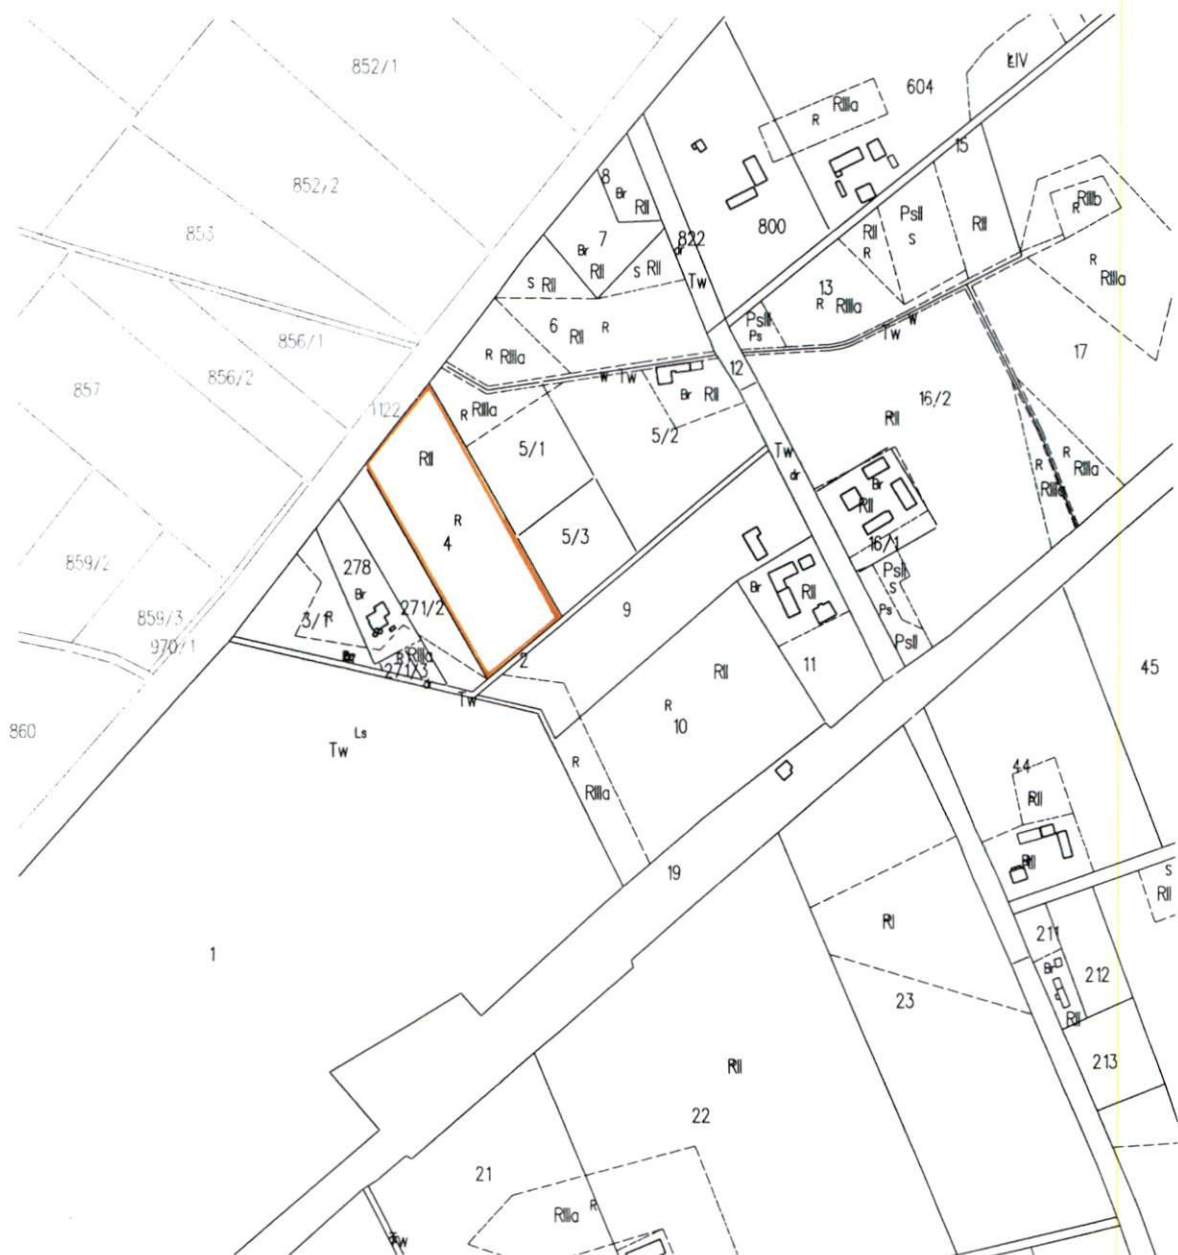 852/1
ŁIV
604
RIIIa
R
15
852/2
8
Br
RII
RIIIb
R
853
7
Br
RII
822
dr
800
RII
R
PsII
S
RII
R
RIIIa
S RII
S RII
Tw
13
R RIIIa
6
RII
R
PsII
Ps
Tw
W
856/1
R RIIIa
12
17
856/2
W Tw
857
1122
R RIIIa
Br RII
16/2
RII
5/1
5/2
RII
Tw
dr
R
RIIIa
R
RIIIa
Br
RII
R
4
5/3
16/1
859/2
278
Br
PsII
S
Br
RII
859/3
3/1
R
271/2
9
Ps
970/1
Bz
R RIIIa
271/3
dr
2
RII
11
PsII
45
Tw
R
10
860
Ls
Tw
R
44
RII
RIIIa
19
RII
S
RII
RI
211
1
Br
212
23
RII
213
RII
22
21
RIIIa
R
Tw